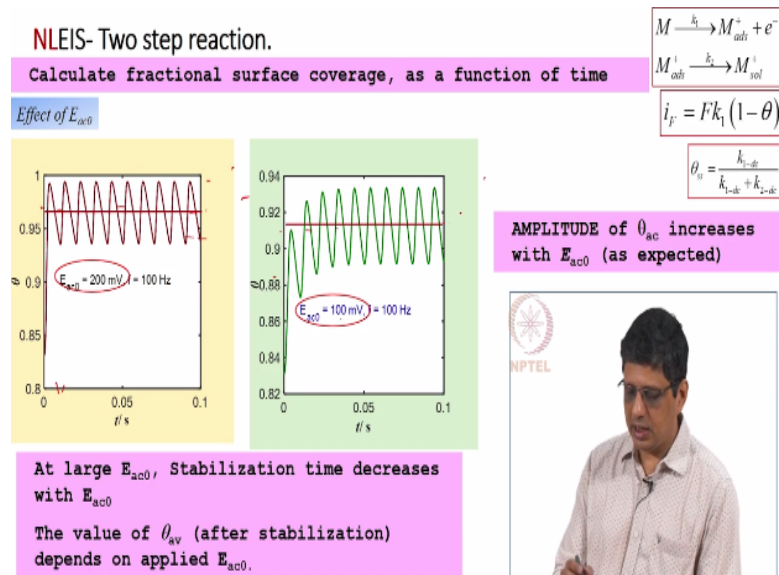 NLEIS- Two step reaction.
M —k₁→ M⁺ads + e⁻
M⁺ads —k₂→ M⁺sol
Calculate fractional surface coverage, as a function of time
Effect of Eac0
iF = Fk₁(1−θ)
θss = k1-dc / (k1-dc + k2-dc)
1
0.95
0.9
0.85
0.8
θ
Eac0 = 200 mV, f = 100 Hz
0 0.05 0.1
t/ s
0.94
0.92
0.9
0.88
0.86
0.84
0.82
θ
Eac0 = 100 mV, f = 100 Hz
0 0.05 0.1
t/ s
AMPLITUDE of θac increases
with Eac0 (as expected)
NPTEL
At large Eac0, Stabilization time decreases
with Eac0
The value of θav (after stabilization)
depends on applied Eac0.